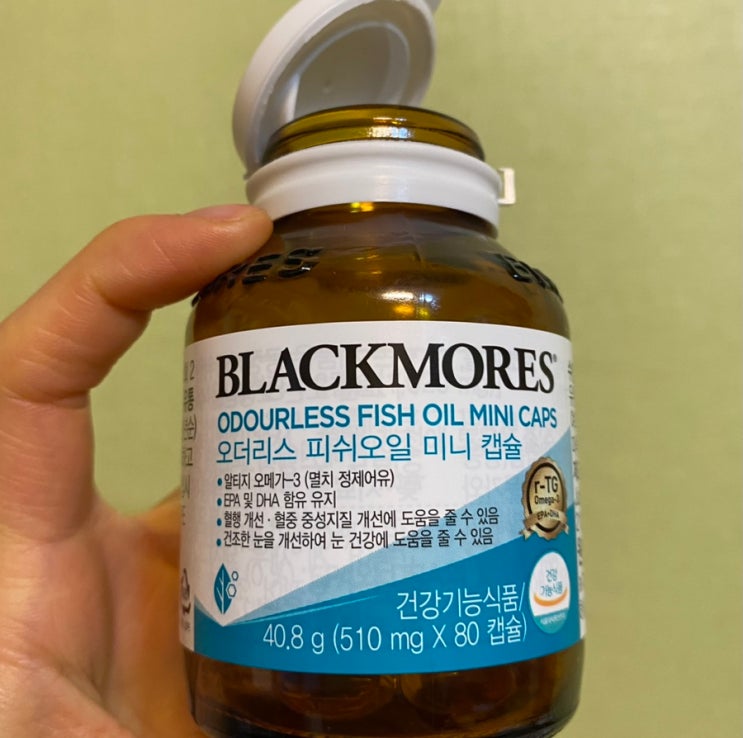 BLACKMORES®
ODOURLESS FISH OIL MINI CAPS
오더리스 피쉬오일 미니 캡슐
• 알티지 오메가-3 (멸치 정제어유)
• EPA 및 DHA 함유 유지
• 혈행 개선 · 혈중 중성지질 개선에 도움을 줄 수 있음
• 건조한 눈을 개선하여 눈 건강에 도움을 줄 수 있음
r-TG
Omega-3
EPA+DHA
건강
기능식품
건강기능식품/
40.8 g (510 mg X 80 캡슐)